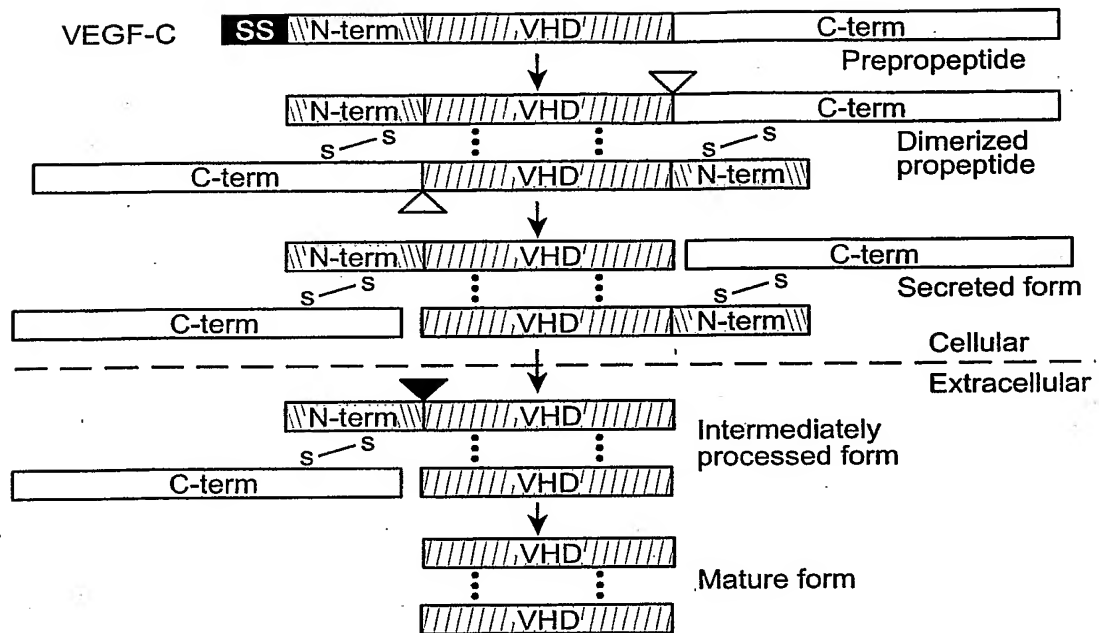 VEGF-C
SS N-term VHD C-term
Prepropeptide
N-term VHD C-term
s s s s
Dimerized
propeptide
C-term VHD N-term
N-term VHD C-term
s s s s
Secreted form
C-term VHD N-term
Cellular
Extracellular
N-term VHD
s s
Intermediately
processed form
C-term VHD
VHD
Mature form
VHD